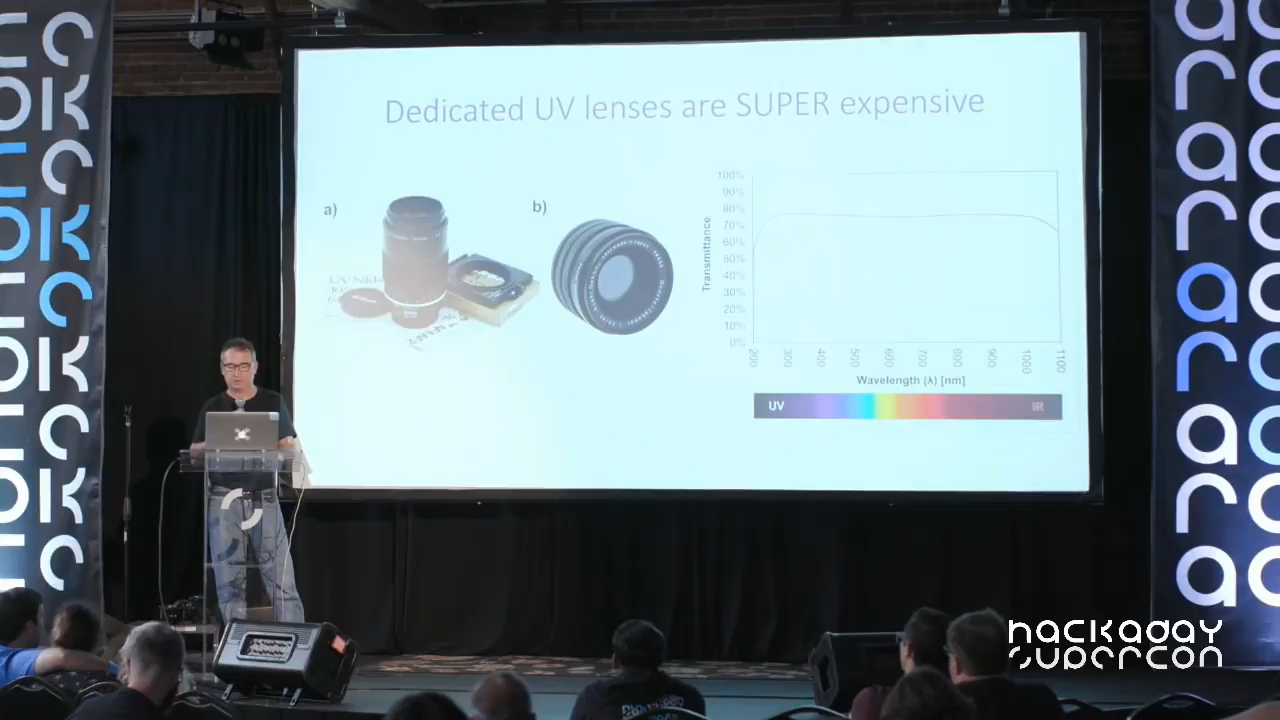 Dedicated UV lenses are SUPER expensive
a)
b)
Transmittance
100%
90%
80%
70%
60%
50%
40%
30%
20%
10%
0%
200
300
400
500
600
700
800
900
1000
1100
Wavelength (λ) [nm]
UV
IR
hackaday
supercon